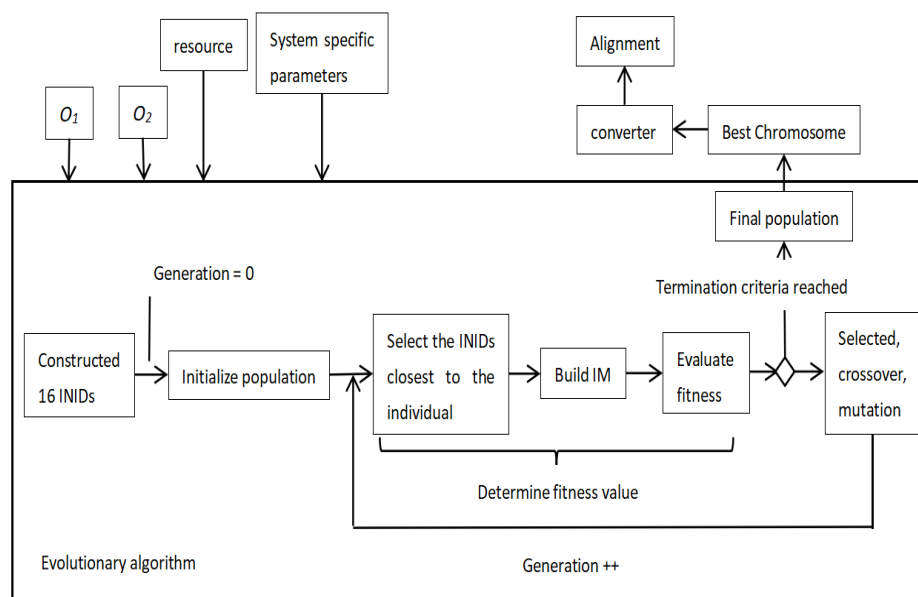 O1
O2
resource
System specific
parameters
Alignment
converter
Best Chromosome
Final population
Generation = 0
Termination criteria reached
Constructed
16 INIDs
Initialize population
Select the INIDs
closest to the
individual
Build IM
Evaluate
fitness
Selected,
crossover,
mutation
Determine fitness value
Evolutionary algorithm
Generation ++